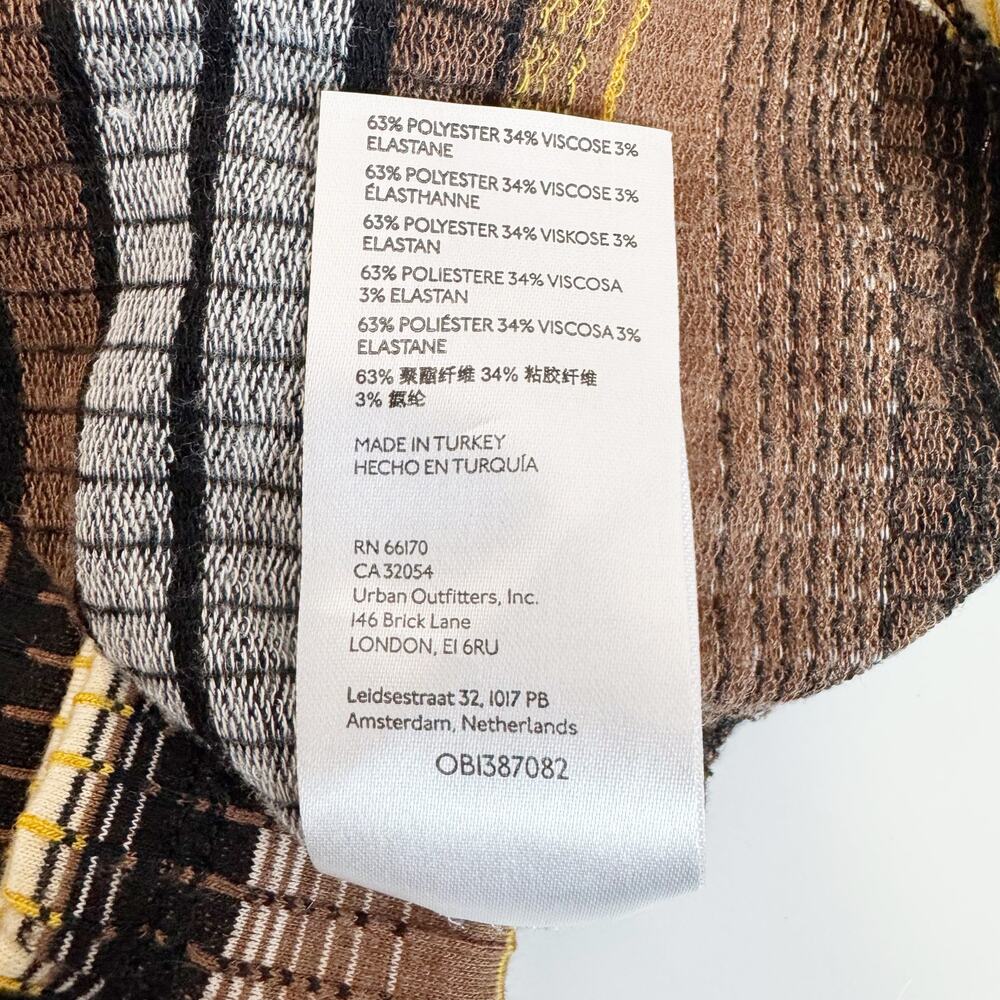 63% POLYESTER 34% VISCOSE 3%
ELASTANE
63% POLYESTER 34% VISCOSE 3%
ÉLASTHANNE
63% POLYESTER 34% VISKOSE 3%
ELASTAN
63% POLIESTERE 34% VISCOSA
3% ELASTAN
63% POLIÉSTER 34% VISCOSA 3%
ELASTANE
63% 聚酯纤维 34% 粘胶纤维
3% 氨纶
MADE IN TURKEY
HECHO EN TURQUÍA
RN 66170
CA 32054
Urban Outfitters, Inc.
146 Brick Lane
LONDON, E1 6RU
Leidsestraat 32, 1017 PB
Amsterdam, Netherlands
OB1387082